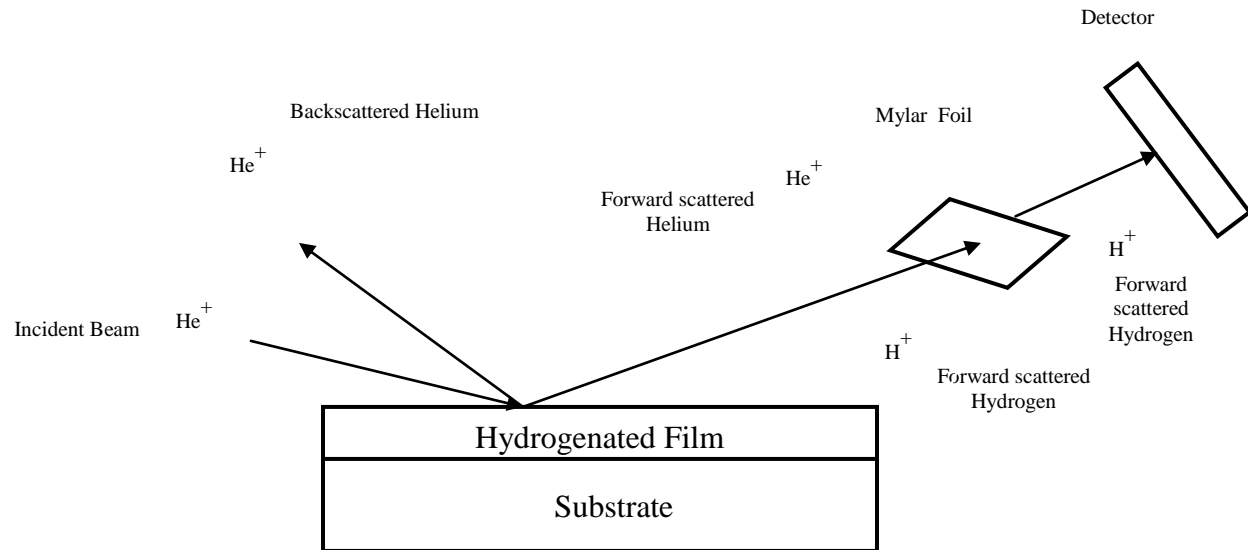 Detector
Backscattered Helium
Mylar Foil
He+
He+
Forward scattered
Helium
H+
Forward
scattered
Hydrogen
Incident Beam He+
H+
Forward scattered
Hydrogen
Hydrogenated Film
Substrate